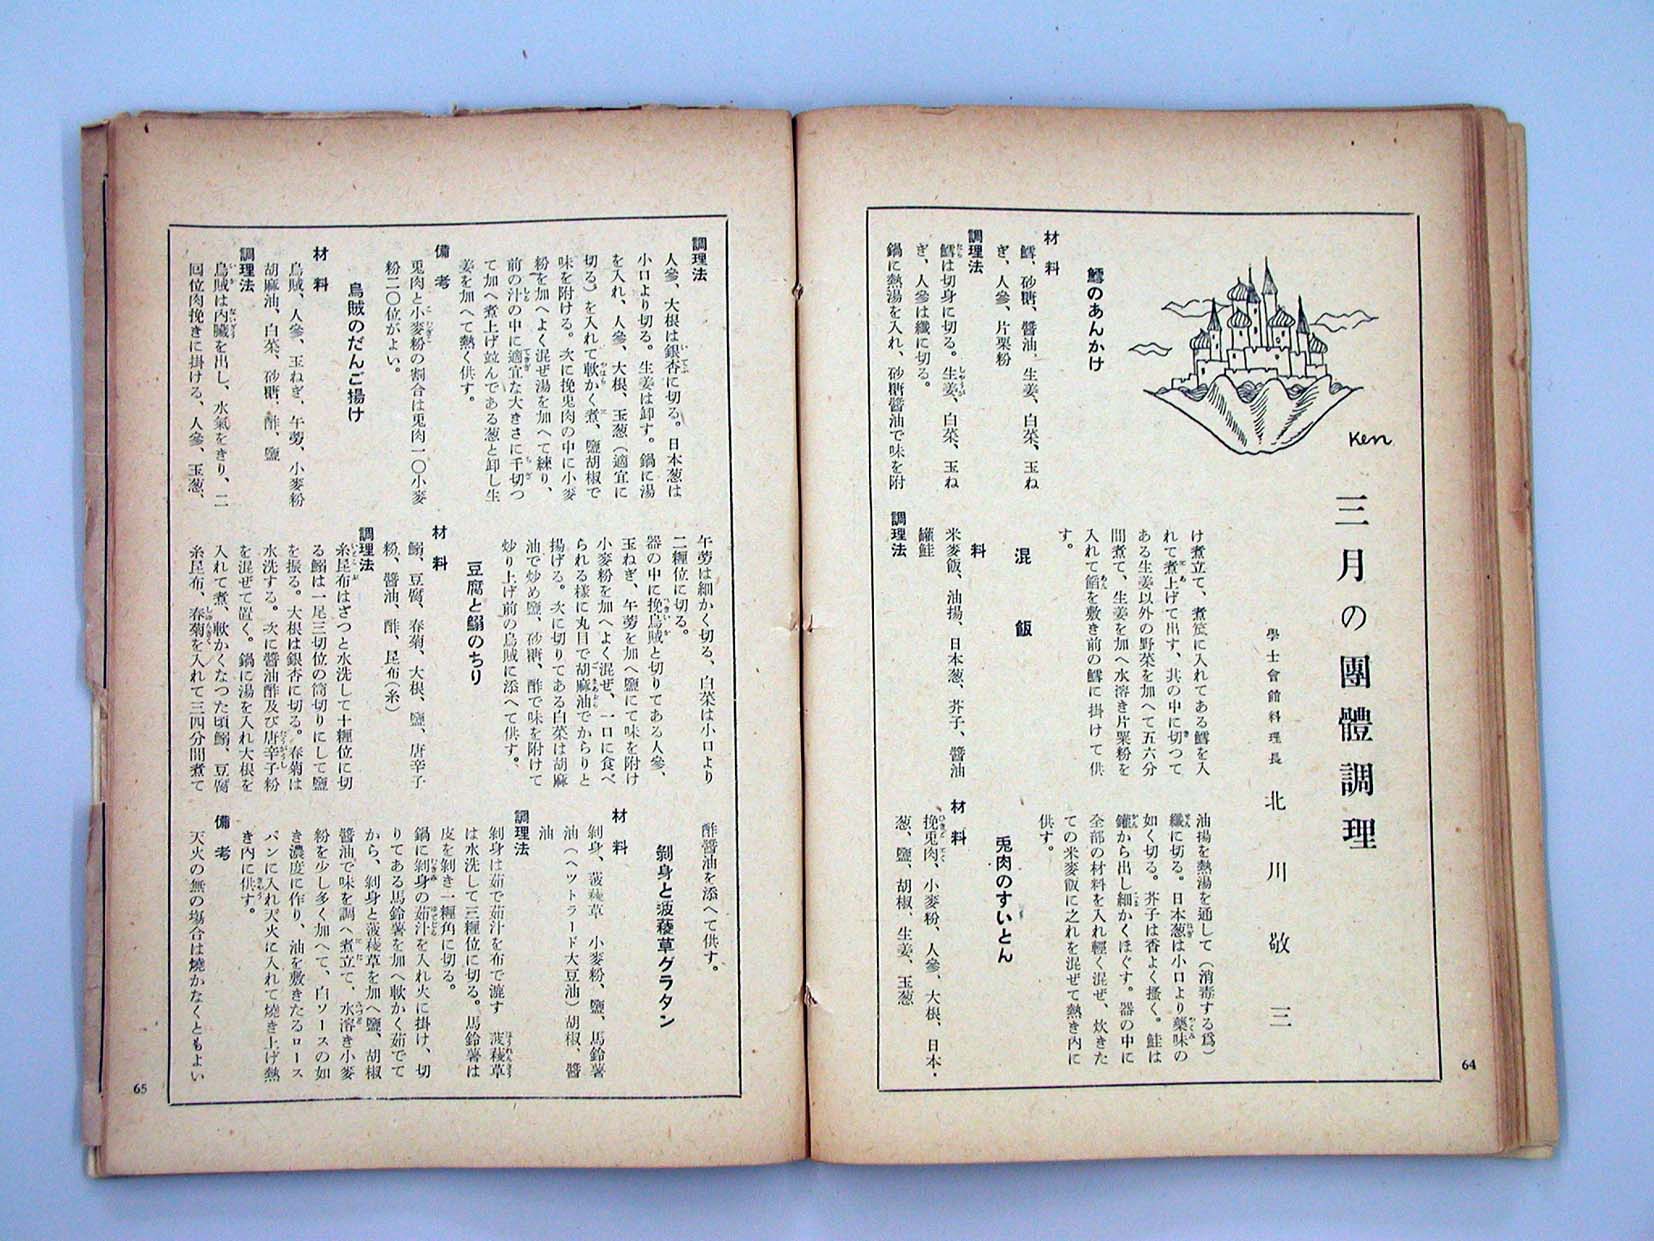 Ken
三月の團體調理
學士會館料理長　北川敬三
鱈のあんかけ
材料
鱈、砂糖、醬油、生姜、白菜、玉ね
ぎ、人參、片栗粉
調理法
鱈は切身に切る。生姜、白菜、玉ね
ぎ、人參は纖に切る。
鍋に熱湯を入れ、砂糖醬油で味を附
け煮立て、煮笊に入れてある鱈を入
れて煮上げて出す、其の中に切つて
ある生姜以外の野菜を加へて五六分
間煮て、生姜を加へ水溶き片栗粉を
入れて餡を敷き前の鱈に掛けて供
す。
混飯
材料
米麥飯、油揚、日本葱、芥子、醬油
罐鮭
調理法
油揚を熱湯を通して（消毒する爲）
纖に切る。日本葱は小口より藥味の
如く切る。芥子は香よく搔く。鮭は
罐から出し細かくほぐす。器の中に
全部の材料を入れ輕く混ぜ、炊きた
ての米麥飯に之れを混ぜて熱き內に
供す。
兎肉のすいとん
材料
挽兎肉、小麥粉、人參、大根、日本
葱、鹽、胡椒、生姜、玉葱
64
調理法
人參、大根は銀杏に切る。日本葱は
小口より切る。生姜は卸す。鍋に湯
を入れ、人參、大根、玉葱（適宜に
切る）を入れて軟かく煮、鹽胡椒で
味を附ける。次に挽兎肉の中に小麥
粉を加へよく混ぜ湯を加へて練り、
前の汁の中に適宜な大きさに千切つ
て加へ煮上げ竝んである葱と卸し生
姜を加へて熱く供す。
備考
兎肉と小麥粉の割合は兎肉一〇小麥
粉二〇位がよい。
烏賊のだんご揚け
材料
烏賊、人參、玉ねぎ、午蒡、小麥粉
胡麻油、白菜、砂糖、酢、鹽
調理法
烏賊は內臟を出し、水氣をきり、二
回位肉挽きに掛ける、人參、玉葱、
午蒡は細かく切る、白菜は小口より
二糎位に切る。
器の中に挽烏賊と切りてある人參、
玉ねぎ、午蒡を加へ鹽にて味を附け
小麥粉を加へよく混ぜ、一口に食べ
られる樣に丸目で胡麻油でからりと
揚げる。次に切りてある白菜は胡麻
油で炒め鹽、砂糖、酢で味を附けて
炒り上げ前の烏賊に添へて供す。
豆腐と鰯のちり
材料
鰯、豆腐、春菊、大根、鹽、唐辛子
粉、醬油、酢、昆布（糸）
調理法
糸昆布はざつと水洗して十糎位に切
る鰯は一尾三切位の筒切りにして鹽
を振る。大根は銀杏に切る。春菊は
水洗する。次に醬油酢及び唐辛子粉
を混ぜて置く。鍋に湯を入れ大根を
入れて煮、軟かくなつた頃鰯、豆腐
糸昆布、春菊を入れて三四分間煮て
酢醬油を添へて供す。
剝身と菠薐草グラタン
材料
剝身、菠薐草　小麥粉、鹽、馬鈴薯
油（ヘツトラード大豆油）胡椒、醬
油
調理法
剝身は茹で茹汁を布で漉す　菠薐草
は水洗して三糎位に切る。馬鈴薯は
皮を剝き一糎角に切る。
鍋に剝身の茹汁を入れ火に掛け、切
りてある馬鈴薯を加へ軟かく茹でて
から、剝身と菠薐草を加へ鹽、胡椒
醬油で味を調へ煮立て、水溶き小麥
粉を少し多く加へて、白ソースの如
き濃度に作り、油を敷きたるロース
パンに入れ天火に入れて燒き上げ熱
き內に供す。
備考
天火の無の場合は燒かなくともよい
65